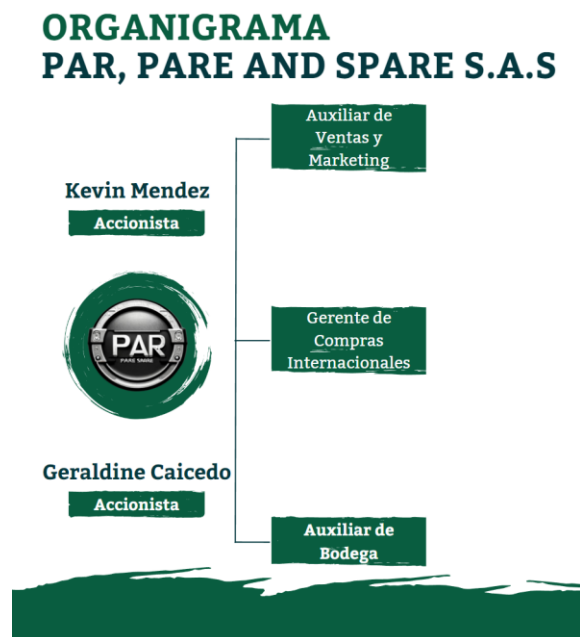 ORGANIGRAMA
PAR, PARE AND SPARE S.A.S
Auxiliar de
Ventas y
Marketing
Kevin Mendez
Accionista
PAR
PARE SPARE
Gerente de
Compras
Internacionales
Geraldine Caicedo
Accionista
Auxiliar de
Bodega